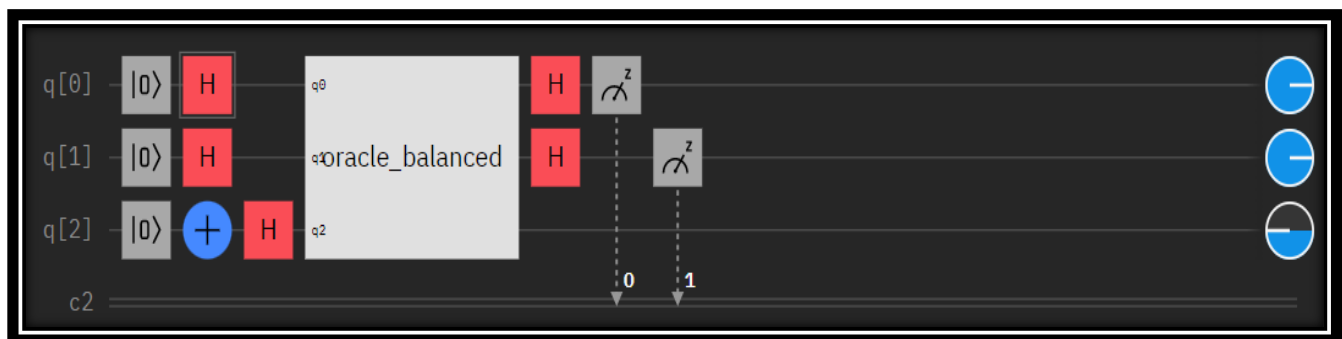 q[0] |0⟩ H q0 H z
q[1] |0⟩ H oracle_balanced H z
q[2] |0⟩ + H q2
0 1
c2